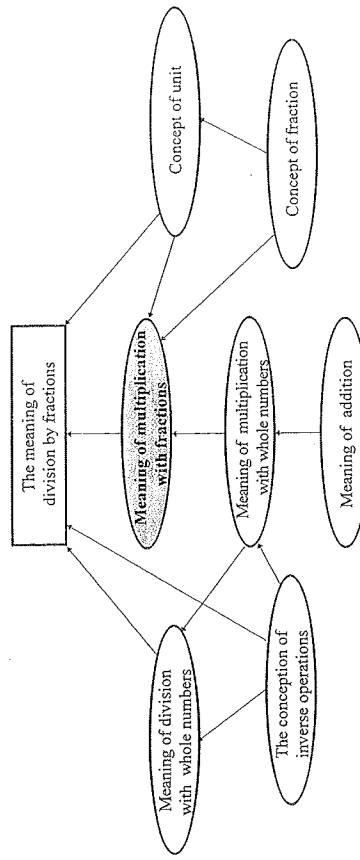 The meaning of
division by fractions
Meaning of division
with whole numbers
Meaning of multiplication
with fractions
Concept of unit
The conception of
inverse operations
Meaning of multiplication
with whole numbers
Concept of fraction
Meaning of addition